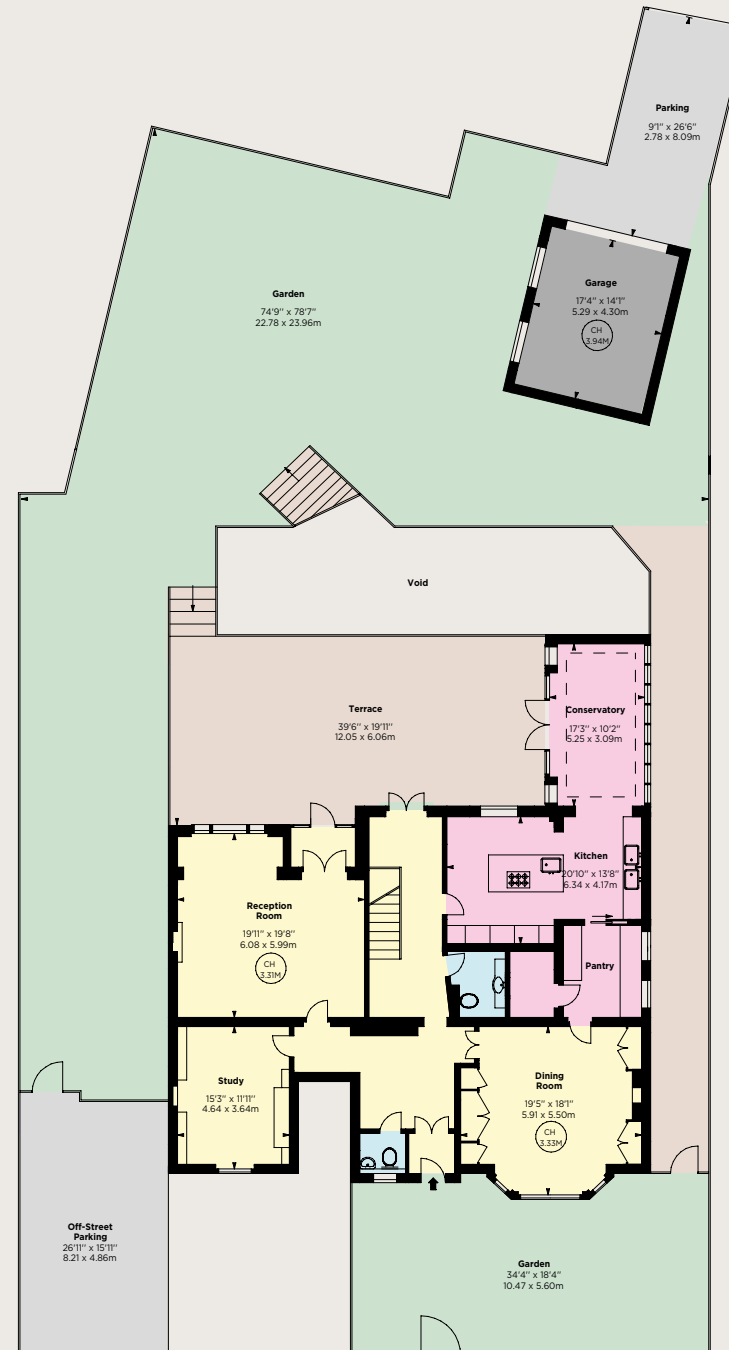 Parking
9'1" x 26'6"
2.78 x 8.09m
Garage
17'4" x 14'1"
5.29 x 4.30m
CH
3.94M
Garden
74'9" x 78'7"
22.78 x 23.96m
Void
Terrace
39'6" x 19'11"
12.05 x 6.06m
Conservatory
17'3" x 10'2"
5.25 x 3.09m
Kitchen
20'10" x 13'8"
6.34 x 4.17m
Reception
Room
19'11" x 19'8"
6.08 x 5.99m
CH
3.31M
Pantry
Study
15'3" x 11'11"
4.64 x 3.64m
Dining
Room
19'5" x 18'1"
5.91 x 5.50m
CH
3.33M
Off-Street
Parking
26'11" x 15'11"
8.21 x 4.86m
Garden
34'4" x 18'4"
10.47 x 5.60m